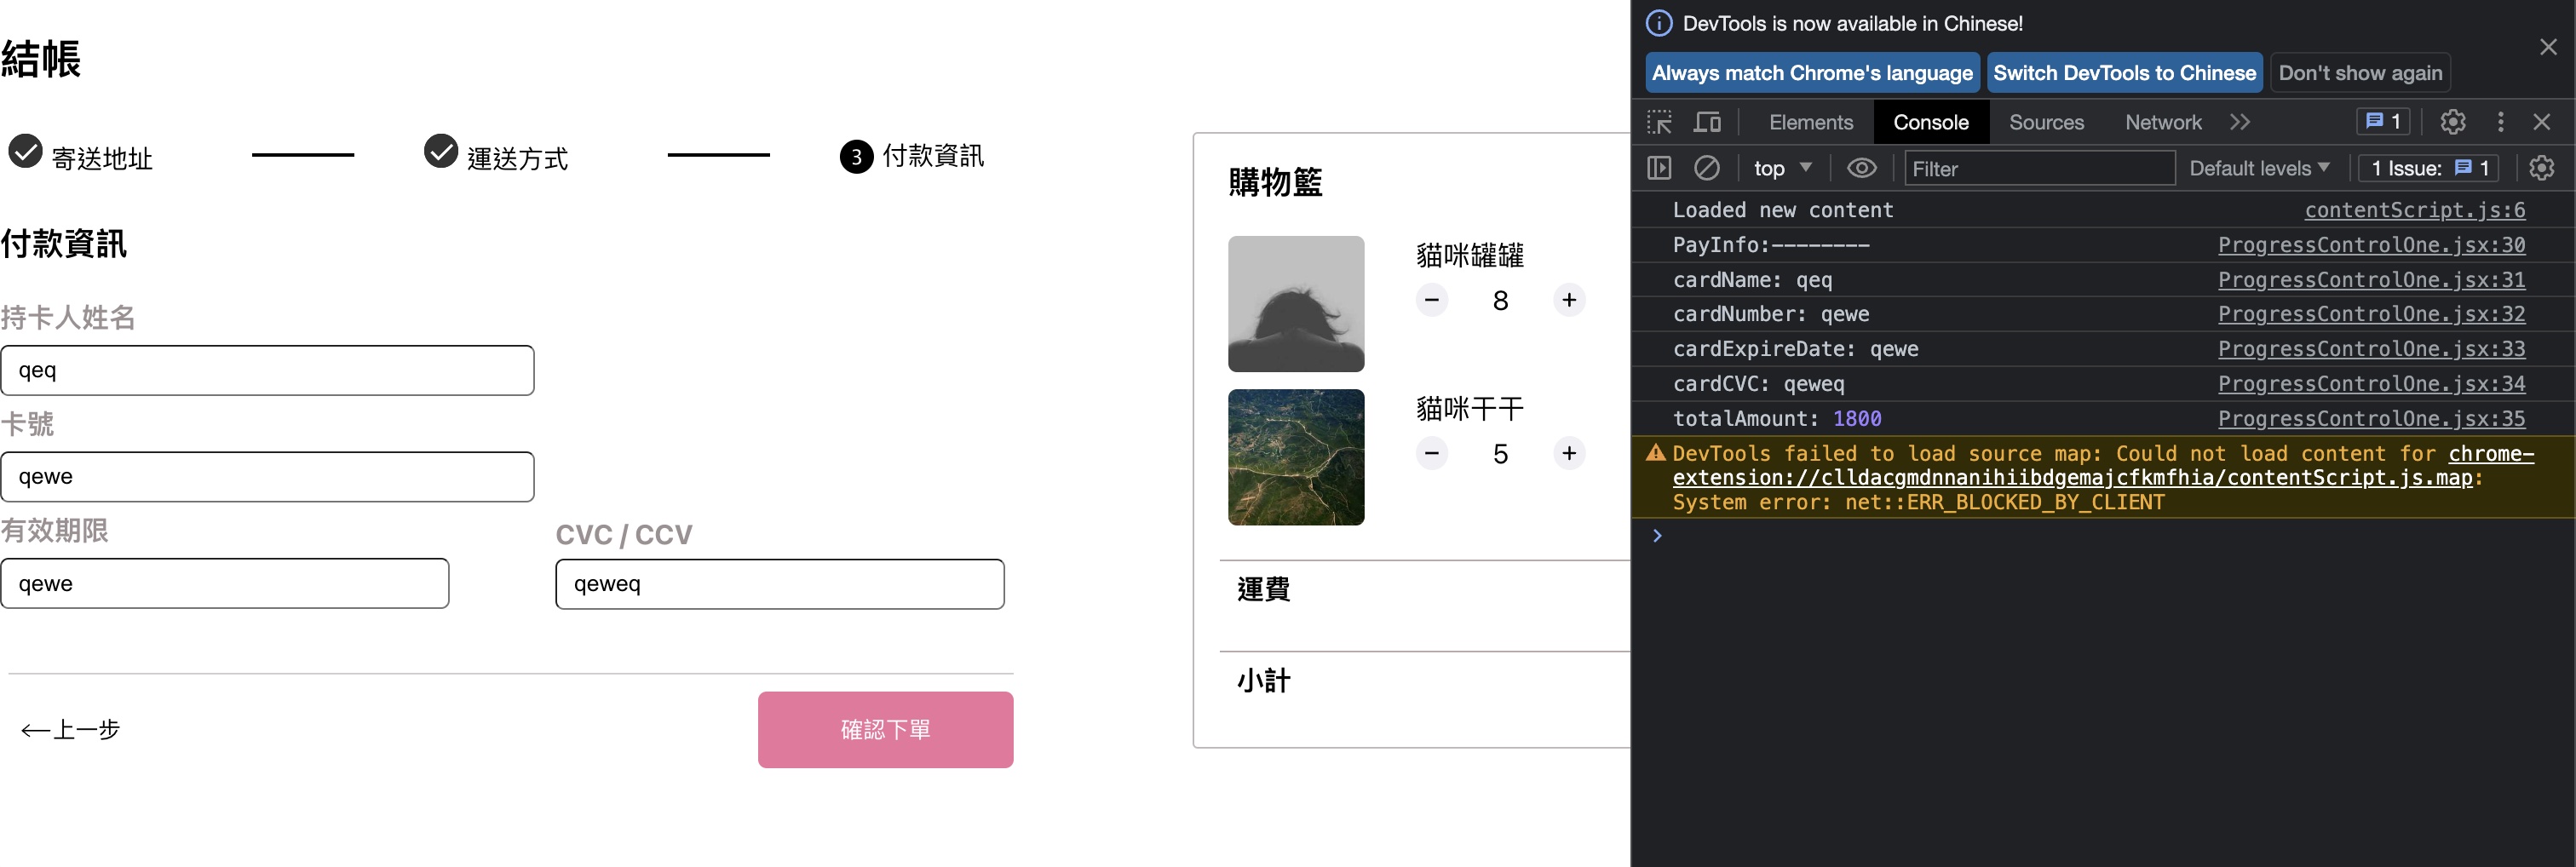 結帳
寄送地址
運送方式
3 付款資訊
付款資訊
持卡人姓名
qeq
卡號
qewe
有效期限
qewe
CVC / CCV
qeweq
←上一步
確認下單
購物籃
貓咪罐罐
− 8 +
貓咪干干
− 5 +
運費
小計
DevTools is now available in Chinese!
Always match Chrome's language Switch DevTools to Chinese Don't show again
Elements Console Sources Network 1
top Filter Default levels 1 Issue: 1
Loaded new content contentScript.js:6
PayInfo:-------- ProgressControlOne.jsx:30
cardName: qeq ProgressControlOne.jsx:31
cardNumber: qewe ProgressControlOne.jsx:32
cardExpireDate: qewe ProgressControlOne.jsx:33
cardCVC: qeweq ProgressControlOne.jsx:34
totalAmount: 1800 ProgressControlOne.jsx:35
DevTools failed to load source map: Could not load content for chrome-
extension://clldacgmdnnanihiibdgemajcfkmfhia/contentScript.js.map:
System error: net::ERR_BLOCKED_BY_CLIENT